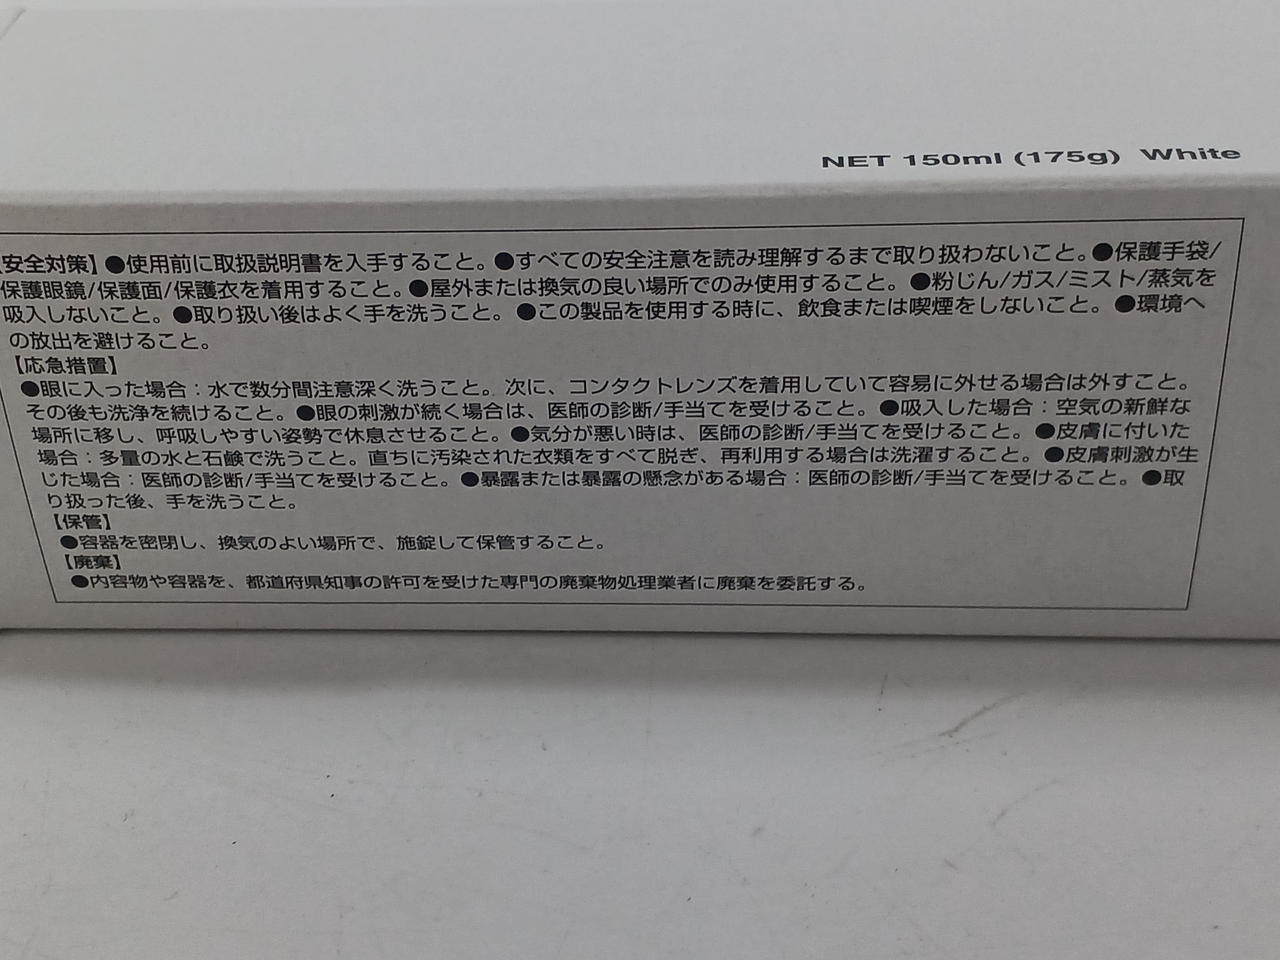 NET 150ml (175g) White
【安全対策】●使用前に取扱説明書を入手すること。●すべての安全注意を読み理解するまで取り扱わないこと。●保護手袋/
保護眼鏡/保護面/保護衣を着用すること。●屋外または換気の良い場所でのみ使用すること。●粉じん/ガス/ミスト/蒸気を
吸入しないこと。●取り扱い後はよく手を洗うこと。●この製品を使用する時に、飲食または喫煙をしないこと。●環境へ
の放出を避けること。
【応急措置】
●眼に入った場合：水で数分間注意深く洗うこと。次に、コンタクトレンズを着用していて容易に外せる場合は外すこと。
その後も洗浄を続けること。●眼の刺激が続く場合は、医師の診断/手当てを受けること。●吸入した場合：空気の新鮮な
場所に移し、呼吸しやすい姿勢で休息させること。●気分が悪い時は、医師の診断/手当てを受けること。●皮膚に付いた
場合：多量の水と石鹸で洗うこと。直ちに汚染された衣類をすべて脱ぎ、再利用する場合は洗濯すること。●皮膚刺激が生
じた場合：医師の診断/手当てを受けること。●暴露または暴露の懸念がある場合：医師の診断/手当てを受けること。●取
り扱った後、手を洗うこと。
【保管】
●容器を密閉し、換気のよい場所で、施錠して保管すること。
【廃棄】
●内容物や容器を、都道府県知事の許可を受けた専門の廃棄物処理業者に廃棄を委託する。